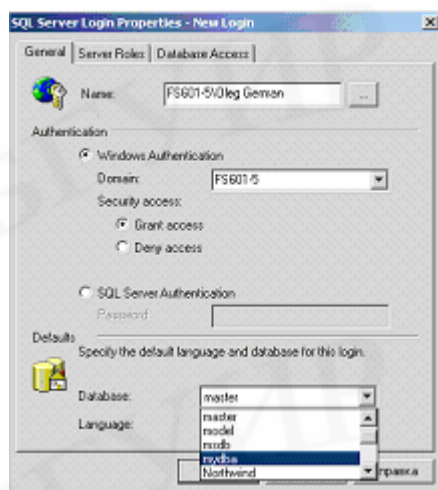 SQL Server Login Properties - New Login
General Server Roles Database Access
Name: FS601-5\Oleg German ...
Authentication
Windows Authentication
Domain: FS601-5
Security access:
Grant access
Deny access
SQL Server Authentication
Password
Defaults
Specify the default language and database for this login.
Database: master
Language:
master
model
msdb
mydba
Northwind
правка